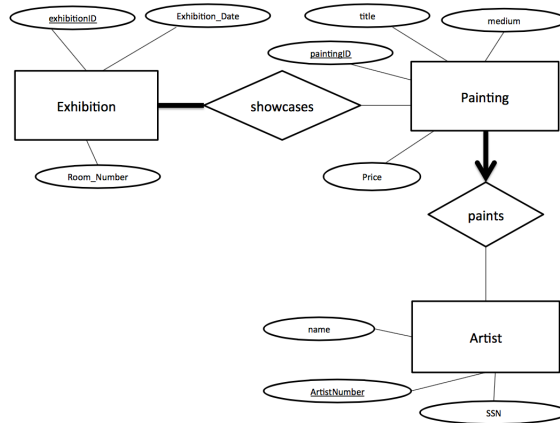 exhibitionID
Exhibition_Date
title
medium
paintingID
Exhibition
showcases
Painting
Room_Number
Price
paints
name
Artist
ArtistNumber
SSN